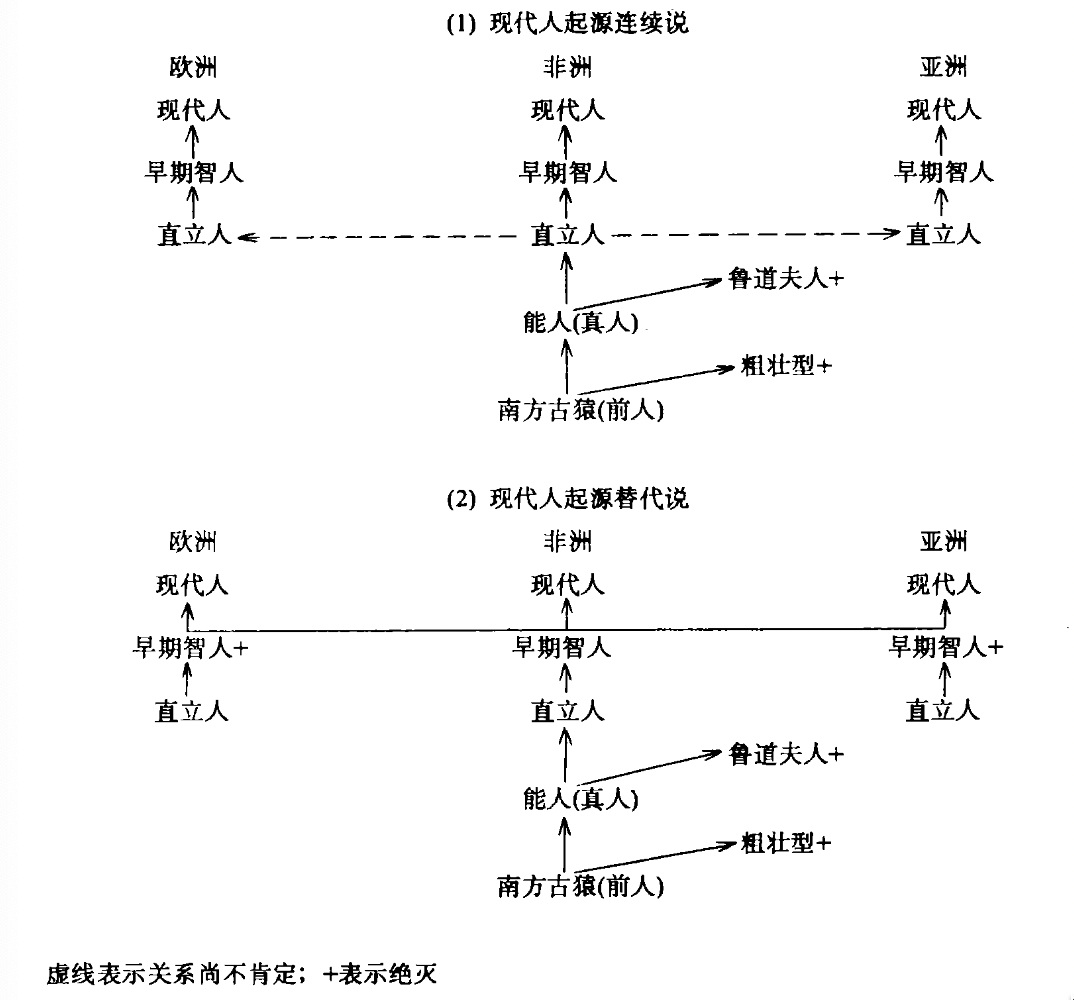 (1) 现代人起源连续说
欧洲 非洲 亚洲
现代人 现代人 现代人
早期智人 早期智人 早期智人
直立人 直立人 直立人
鲁道夫人+
能人(真人)
粗壮型+
南方古猿(前人)
(2) 现代人起源替代说
欧洲 非洲 亚洲
现代人 现代人 现代人
早期智人+ 早期智人 早期智人+
直立人 直立人 直立人
鲁道夫人+
能人(真人)
粗壮型+
南方古猿(前人)
虚线表示关系尚不肯定；+表示绝灭